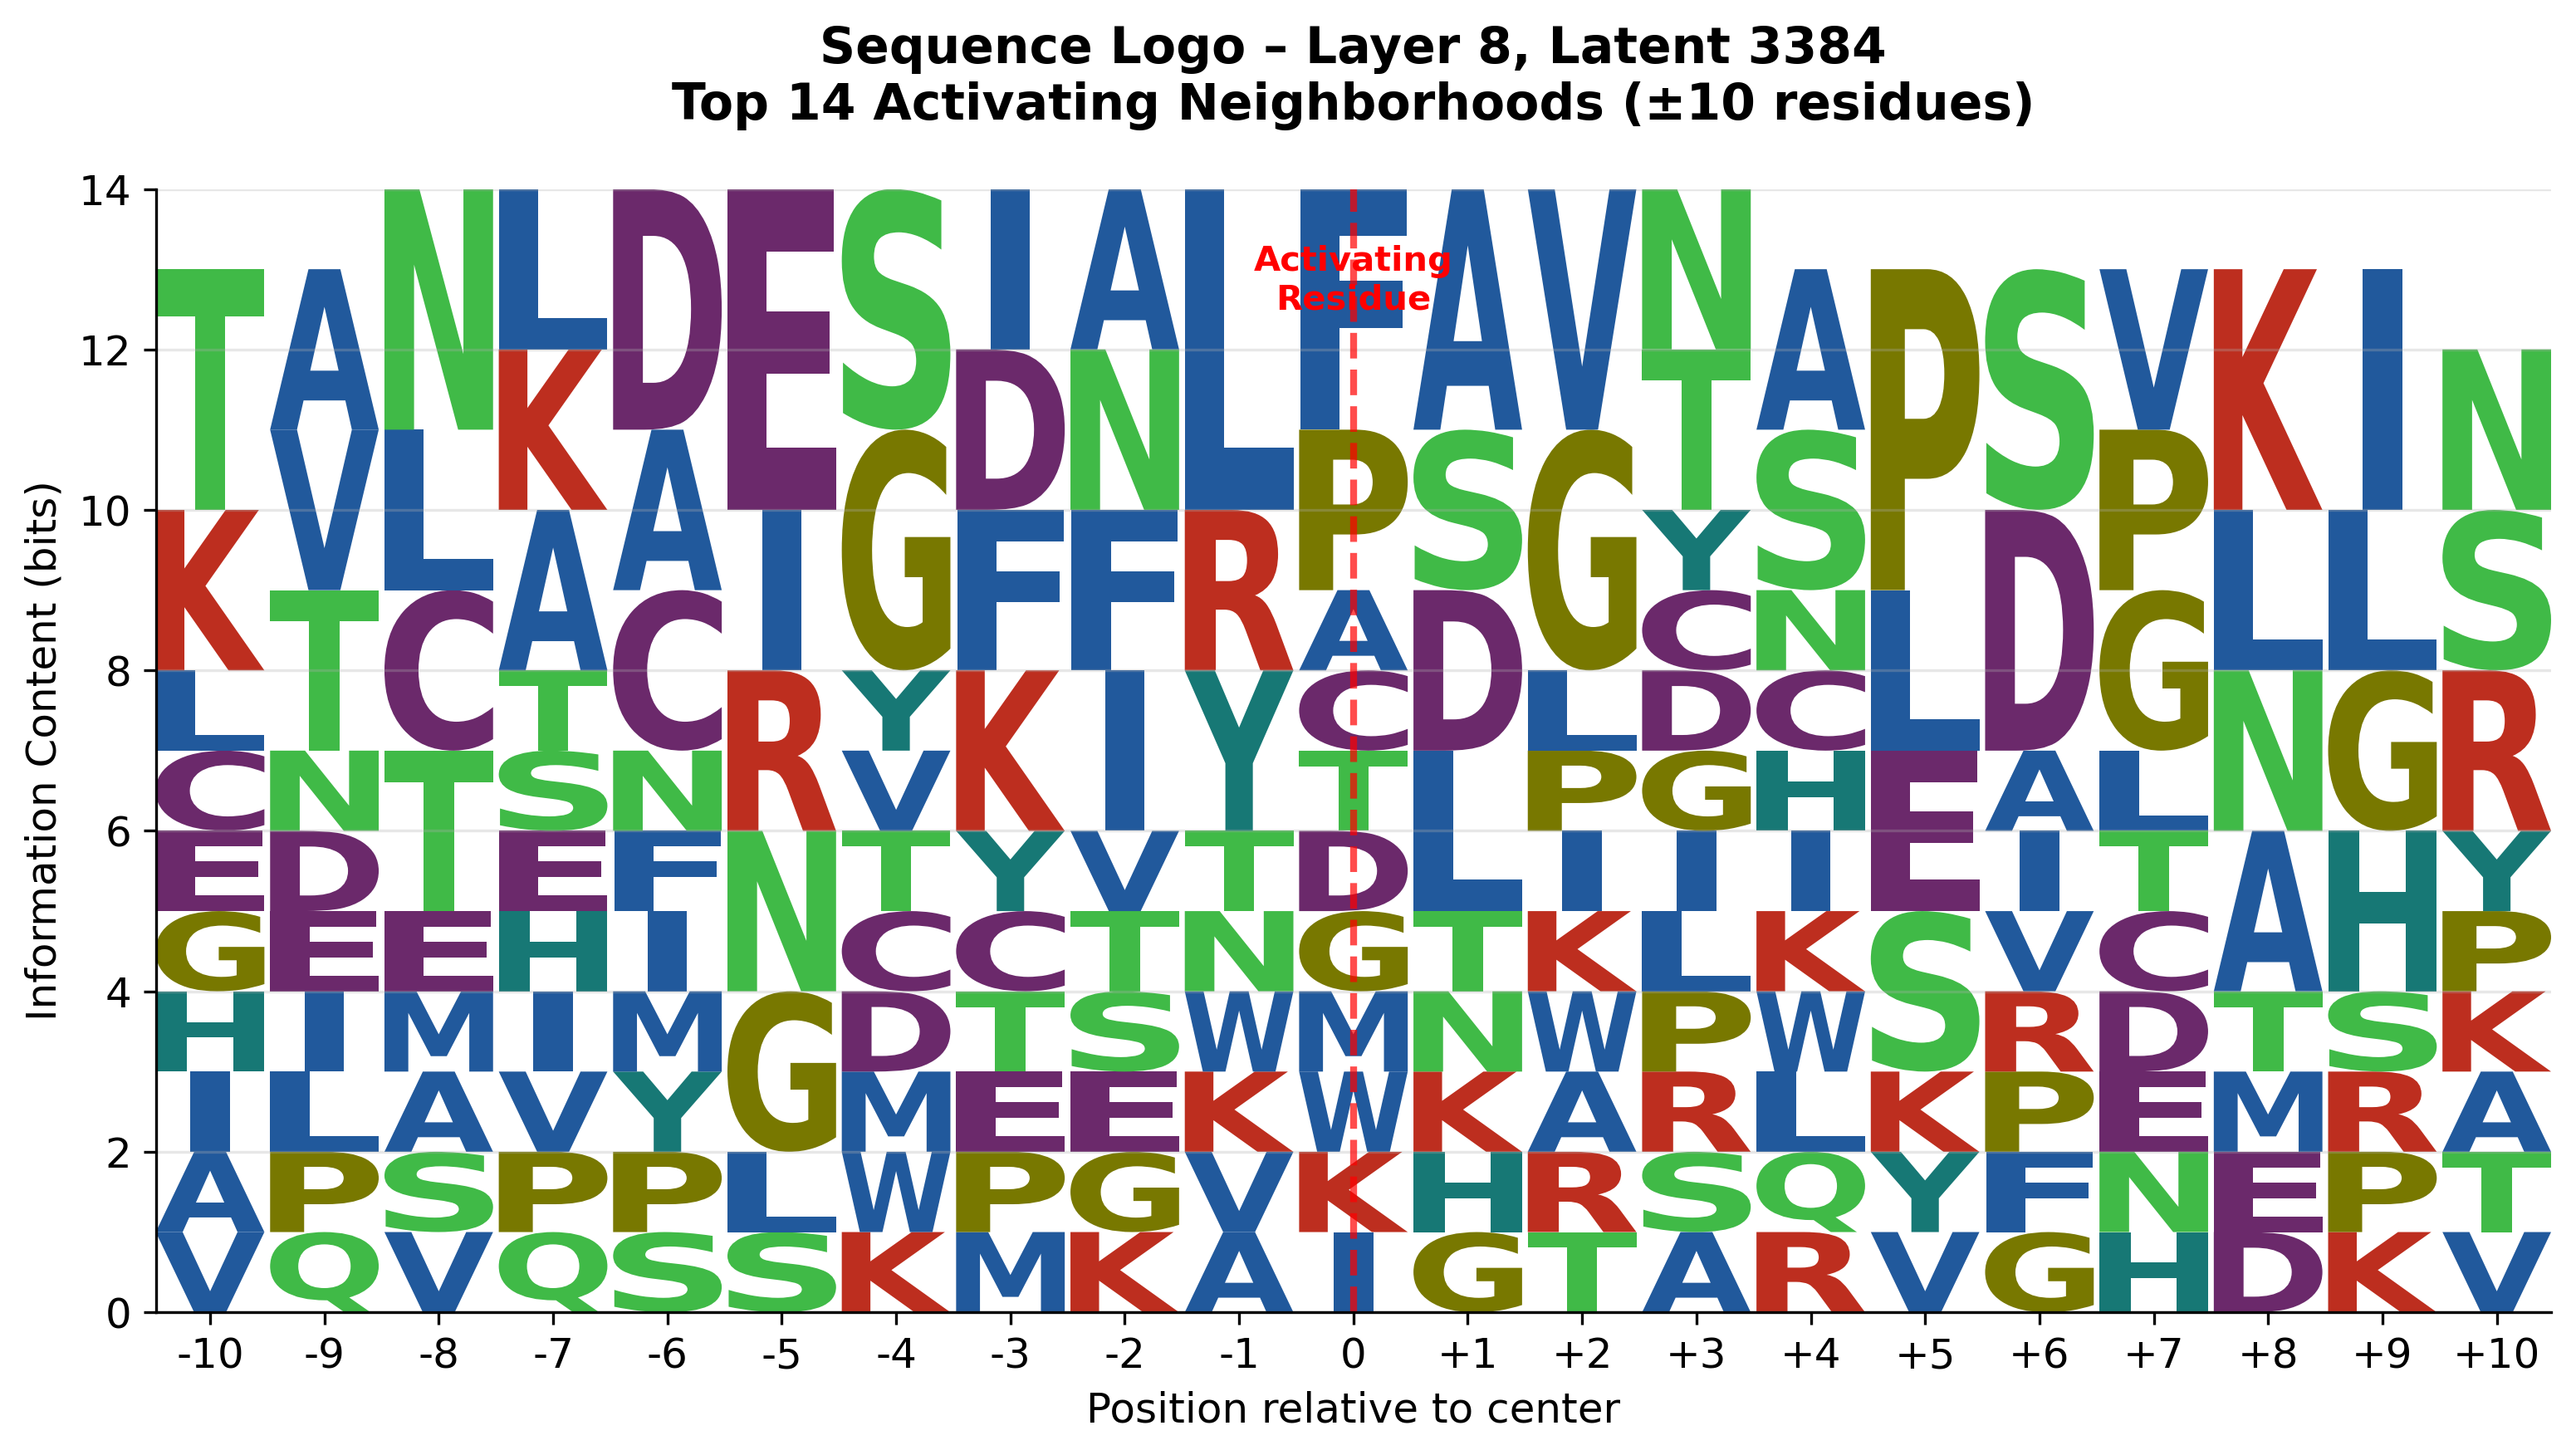 Sequence Logo – Layer 8, Latent 3384
Top 14 Activating Neighborhoods (±10 residues)
Information Content (bits)
14
12
10
8
6
4
2
0
Activating
Residue
T K L C E G H I A V
A V T N D E I L P Q
N L C T E M A S V
L K A T S E H I V P Q
D A C N F I M Y P S
E I R N G L S
S G Y V T C D M W K
I D F K Y C T E P M
A N F I V T S E G K
L R Y T N W K V A
F P A C T D G M W K I
A S D L T N K H G
V G L P I K W A R T
N T Y C D G I L P R S A
A S N C H I K W L Q R
P L E S K Y V
S D A I V R P F G
V P G L T C D E N H
K L N A T M E D
I L G H S R P K
N S R Y P K A T V
-10 -9 -8 -7 -6 -5 -4 -3 -2 -1 0 +1 +2 +3 +4 +5 +6 +7 +8 +9 +10
Position relative to center